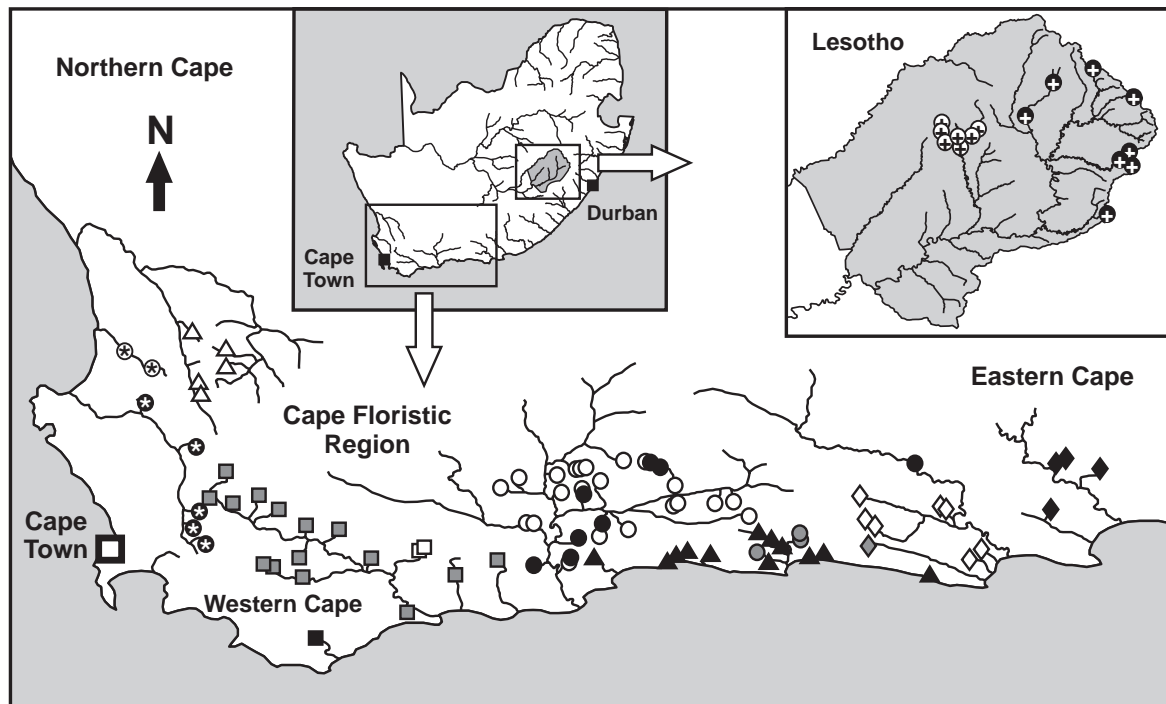 Northern Cape
N
Cape
Town
Durban
Lesotho
Cape Floristic
Region
Eastern Cape
Cape
Town
Western Cape